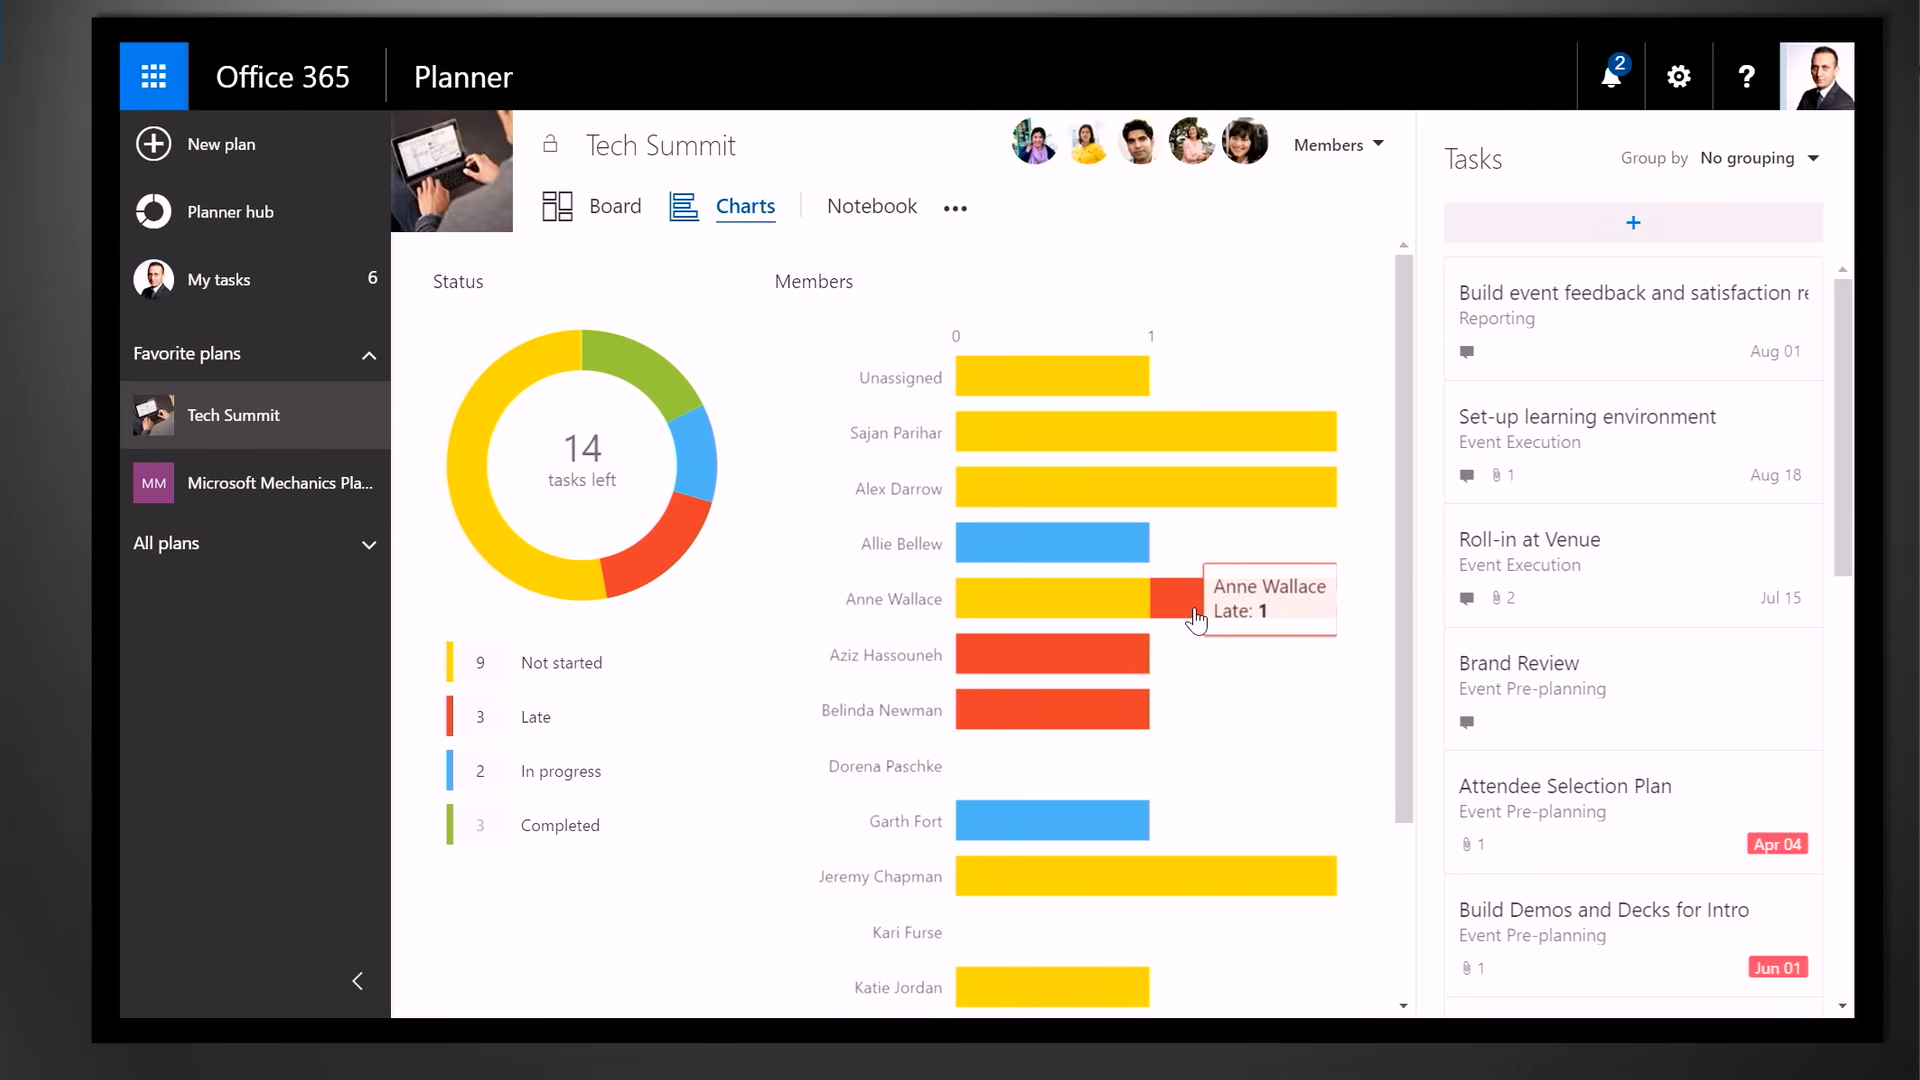 Office 365
Planner
2
?
New plan
Planner hub
My tasks
6
Favorite plans
Tech Summit
MM
Microsoft Mechanics Pla...
All plans
Tech Summit
Members
Board
Charts
Notebook
Status
14
tasks left
9 Not started
3 Late
2 In progress
3 Completed
Members
0 1
Unassigned
Sajan Parihar
Alex Darrow
Allie Bellew
Anne Wallace
Anne Wallace
Late: 1
Aziz Hassouneh
Belinda Newman
Dorena Paschke
Garth Fort
Jeremy Chapman
Kari Furse
Katie Jordan
Tasks
Group by No grouping
+
Build event feedback and satisfaction re
Reporting
Aug 01
Set-up learning environment
Event Execution
1
Aug 18
Roll-in at Venue
Event Execution
2
Jul 15
Brand Review
Event Pre-planning
Attendee Selection Plan
Event Pre-planning
1
Apr 04
Build Demos and Decks for Intro
Event Pre-planning
1
Jun 01